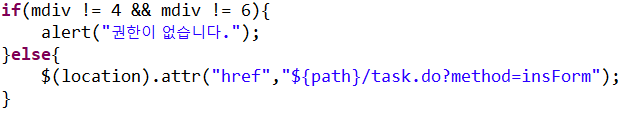 if(mdiv != 4 && mdiv != 6){
    alert("권한이 없습니다.");
}else{
    $(location).attr("href","${path}/task.do?method=insForm");
}